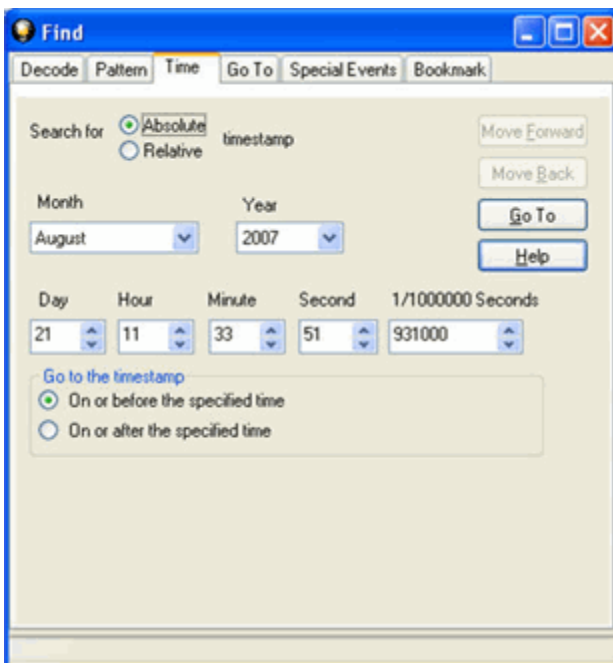 Find
Decode Pattern Time Go To Special Events Bookmark
Search for Absolute timestamp Move Forward
Relative
Move Back
Month Year Go To
August 2007
Help
Day Hour Minute Second 1/1000000 Seconds
21 11 33 51 931000
Go to the timestamp
On or before the specified time
On or after the specified time